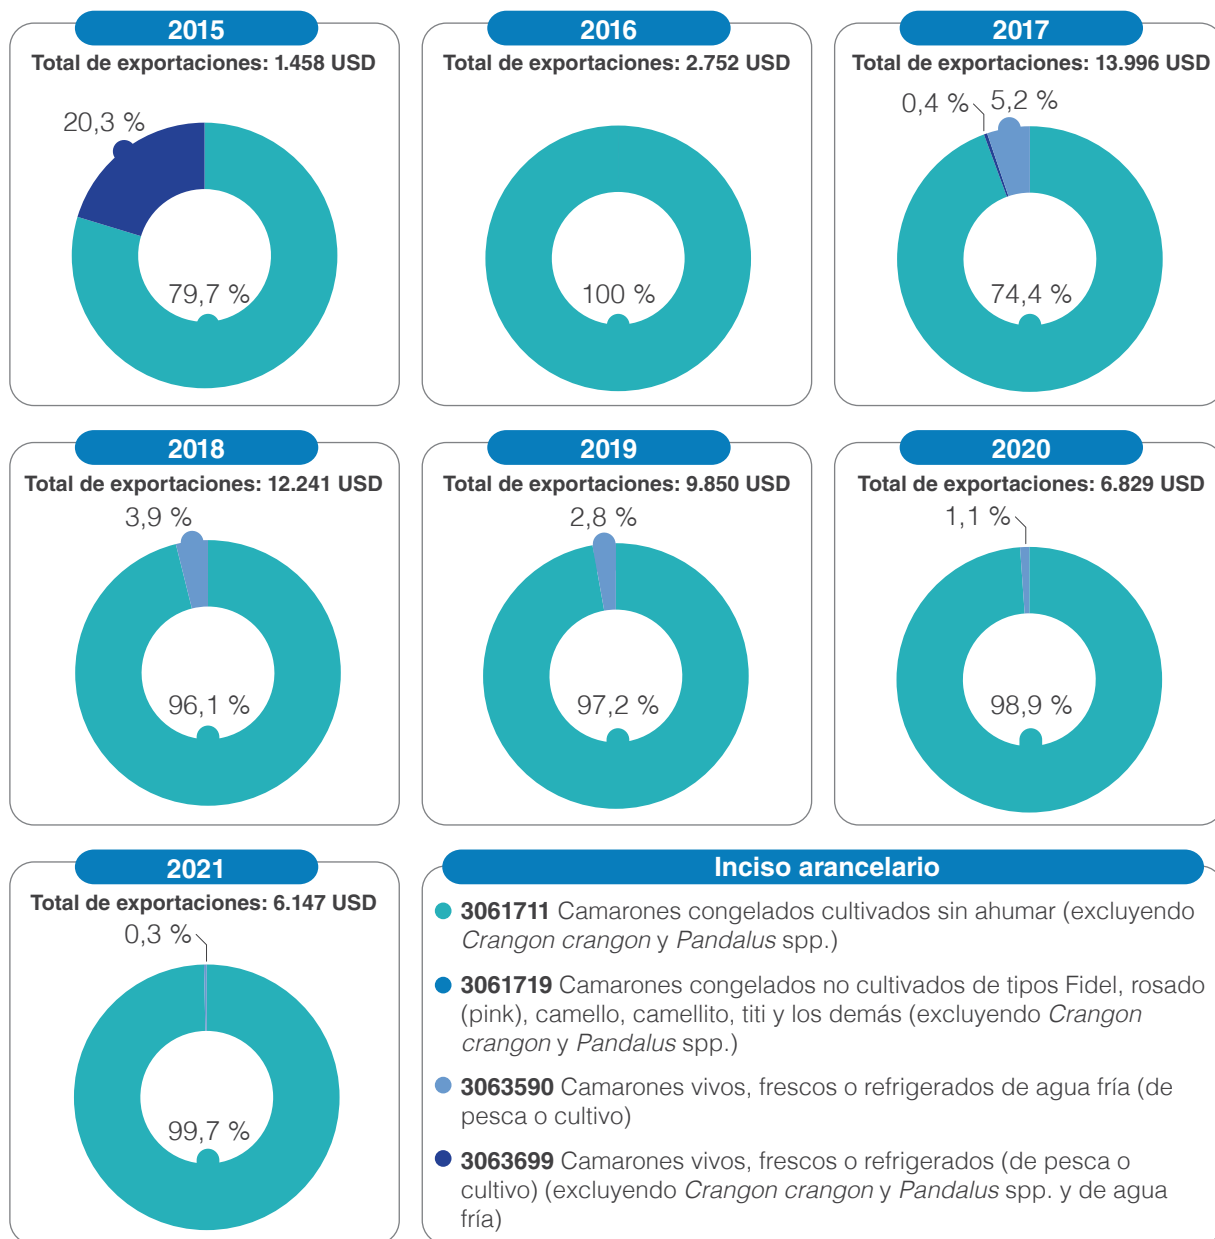 2015
Total de exportaciones: 1.458 USD
20,3 %
79,7 %
2016
Total de exportaciones: 2.752 USD
100 %
2017
Total de exportaciones: 13.996 USD
0,4 %
5,2 %
74,4 %
2018
Total de exportaciones: 12.241 USD
3,9 %
96,1 %
2019
Total de exportaciones: 9.850 USD
2,8 %
97,2 %
2020
Total de exportaciones: 6.829 USD
1,1 %
98,9 %
2021
Total de exportaciones: 6.147 USD
0,3 %
99,7 %
Inciso arancelario
3061711 Camarones congelados cultivados sin ahumar (excluyendo
Crangon crangon y Pandalus spp.)
3061719 Camarones congelados no cultivados de tipos Fidel, rosado
(pink), camello, camellito, titi y los demás (excluyendo Crangon
crangon y Pandalus spp.)
3063590 Camarones vivos, frescos o refrigerados de agua fría (de
pesca o cultivo)
3063699 Camarones vivos, frescos o refrigerados (de pesca o
cultivo) (excluyendo Crangon crangon y Pandalus spp. y de agua
fría)